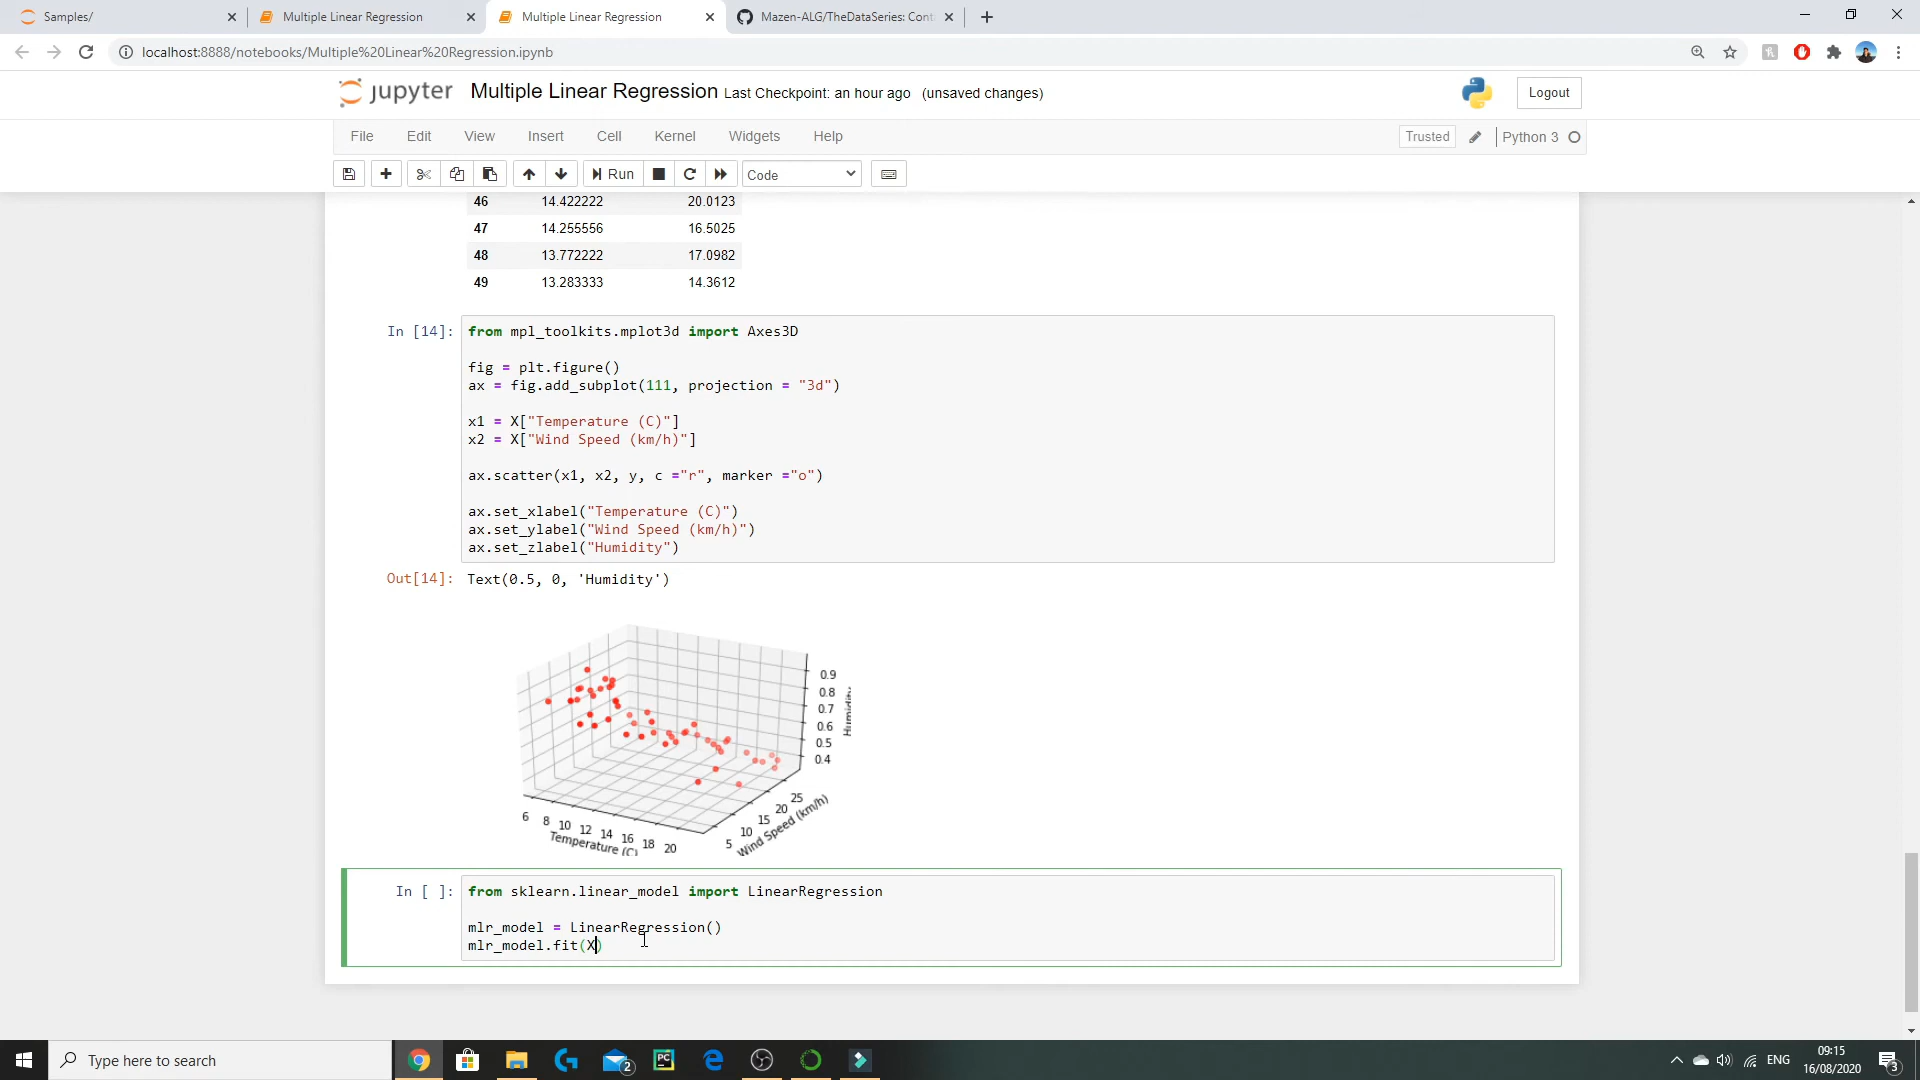 Samples/
Multiple Linear Regression
Multiple Linear Regression
Mazen-ALG/TheDataSeries: Cont
localhost:8888/notebooks/Multiple%20Linear%20Regression.ipynb
jupyter Multiple Linear Regression Last Checkpoint: an hour ago (unsaved changes)
Logout
File Edit View Insert Cell Kernel Widgets Help
Trusted
Python 3
Run
Code
46 14.422222 20.0123
47 14.255556 16.5025
48 13.772222 17.0982
49 13.283333 14.3612
In [14]: from mpl_toolkits.mplot3d import Axes3D
fig = plt.figure()
ax = fig.add_subplot(111, projection = "3d")
x1 = X["Temperature (C)"]
x2 = X["Wind Speed (km/h)"]
ax.scatter(x1, x2, y, c ="r", marker ="o")
ax.set_xlabel("Temperature (C)")
ax.set_ylabel("Wind Speed (km/h)")
ax.set_zlabel("Humidity")
Out[14]: Text(0.5, 0, 'Humidity')
0.9
0.8
0.7
0.6
0.5
0.4
Humidity
6 8 10 12 14 16 18 20
Temperature (C)
5 10 15 20 25
Wind Speed (km/h)
In [ ]: from sklearn.linear_model import LinearRegression
mlr_model = LinearRegression()
mlr_model.fit(X)
Type here to search
PC
2
ENG
09:15
16/08/2020
3